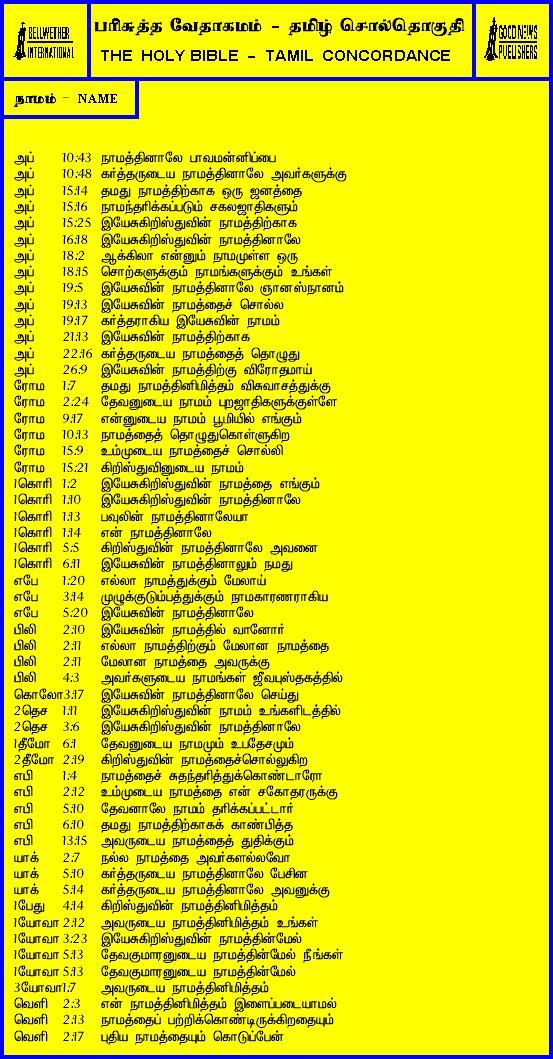 BELLWETHER
INTERNATIONAL
பரிசுத்த வேதாகமம் - தமிழ் சொல்தொகுதி
THE HOLY BIBLE - TAMIL CONCORDANCE
GOOD NEWS
PUBLISHERS
நாமம் - NAME
அப் 10:43 நாமத்தினாலே பாவமன்னிப்பை
அப் 10:48 கர்த்தருடைய நாமத்தினாலே அவர்களுக்கு
அப் 15:14 தமது நாமத்திற்காக ஒரு ஜனத்தை
அப் 15:16 நாமந்தரிக்கப்படும் சகலஜாதிகளும்
அப் 15:25 இயேசுகிறிஸ்துவின் நாமத்திற்காக
அப் 16:18 இயேசுகிறிஸ்துவின் நாமத்தினாலே
அப் 18:2 ஆக்கிலா என்னும் நாமமுள்ள ஒரு
அப் 18:15 சொற்களுக்கும் நாமங்களுக்கும் உங்கள்
அப் 19:5 இயேசுவின் நாமத்தினாலே ஞானஸ்நானம்
அப் 19:13 இயேசுவின் நாமத்தைச் சொல்ல
அப் 19:17 கர்த்தராகிய இயேசுவின் நாமம்
அப் 21:13 இயேசுவின் நாமத்திற்காக
அப் 22:16 கர்த்தருடைய நாமத்தைத் தொழுது
அப் 26:9 இயேசுவின் நாமத்திற்கு விரோதமாய்
ரோம 1:7 தமது நாமத்தினிமித்தம் விசுவாசத்துக்கு
ரோம 2:24 தேவனுடைய நாமம் புறஜாதிகளுக்குள்ளே
ரோம 9:17 என்னுடைய நாமம் பூமியில் எங்கும்
ரோம 10:13 நாமத்தைத் தொழுதுகொள்ளுகிற
ரோம 15:9 உம்முடைய நாமத்தைச் சொல்லி
ரோம 15:21 கிறிஸ்துவினுடைய நாமம்
1கொரி 1:2 இயேசுகிறிஸ்துவின் நாமத்தை எங்கும்
1கொரி 1:10 இயேசுகிறிஸ்துவின் நாமத்தினாலே
1கொரி 1:13 பவுலின் நாமத்தினாலேயா
1கொரி 1:14 என் நாமத்தினாலே
1கொரி 5:5 கிறிஸ்துவின் நாமத்தினாலே அவனை
1கொரி 6:11 இயேசுவின் நாமத்தினாலும் நமது
எபே 1:20 எல்லா நாமத்துக்கும் மேலாய்
எபே 3:14 முழுக்குடும்பத்துக்கும் நாமகாரணராகிய
எபே 5:20 இயேசுவின் நாமத்தினாலே
பிலி 2:10 இயேசுவின் நாமத்தில் வானோர்
பிலி 2:11 எல்லா நாமத்திற்கும் மேலான நாமத்தை
பிலி 2:11 மேலான நாமத்தை அவருக்கு
பிலி 4:3 அவர்களுடைய நாமங்கள் ஜீவபுஸ்தகத்தில்
கொலோ3:17 இயேசுவின் நாமத்தினாலே செய்து
2தெச 1:11 இயேசுகிறிஸ்துவின் நாமம் உங்களிடத்தில்
2தெச 3:6 இயேசுகிறிஸ்துவின் நாமத்தினாலே
1தீமோ 6:1 தேவனுடைய நாமமும் உபதேசமும்
2தீமோ 2:19 கிறிஸ்துவின் நாமத்தைச்சொல்லுகிற
எபி 1:4 நாமத்தைச் சுதந்தரித்துக்கொண்டாரோ
எபி 2:12 உம்முடைய நாமத்தை என் சகோதரருக்கு
எபி 5:10 தேவனாலே நாமம் தரிக்கப்பட்டார்
எபி 6:10 தமது நாமத்திற்காகக் காண்பித்த
எபி 13:15 அவருடைய நாமத்தைத் துதிக்கும்
யாக் 2:7 நல்ல நாமத்தை அவர்களல்லவோ
யாக் 5:10 கர்த்தருடைய நாமத்தினாலே பேசின
யாக் 5:14 கர்த்தருடைய நாமத்தினாலே அவனுக்கு
1பேது 4:14 கிறிஸ்துவின் நாமத்தினிமித்தம்
1யோவா 2:12 அவருடைய நாமத்தினிமித்தம் உங்கள்
1யோவா 3:23 இயேசுகிறிஸ்துவின் நாமத்தின்மேல்
1யோவா 5:13 தேவகுமாரனுடைய நாமத்தின்மேல் நீங்கள்
1யோவா 5:13 தேவகுமாரனுடைய நாமத்தின்மேல்
3யோவா1:7 அவருடைய நாமத்தினிமித்தம்
வெளி 2:3 என் நாமத்தினிமித்தம் இளைப்படையாமல்
வெளி 2:13 நாமத்தைப் பற்றிக்கொண்டிருக்கிறதையும்
வெளி 2:17 புதிய நாமத்தையும் கொடுப்பேன்